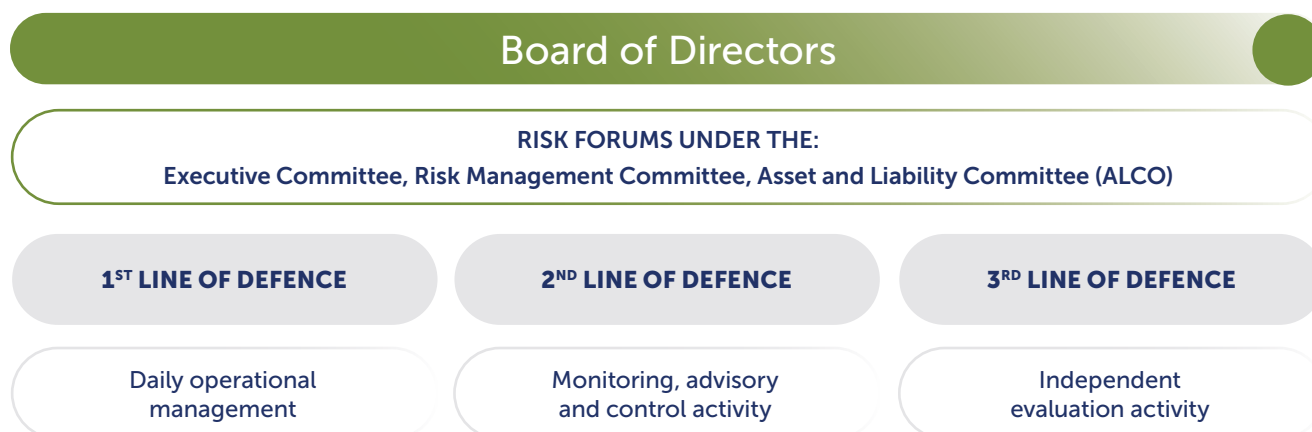 Board of Directors
RISK FORUMS UNDER THE:
Executive Committee, Risk Management Committee, Asset and Liability Committee (ALCO)
1ST LINE OF DEFENCE
2ND LINE OF DEFENCE
3RD LINE OF DEFENCE
Daily operational
management
Monitoring, advisory
and control activity
Independent
evaluation activity